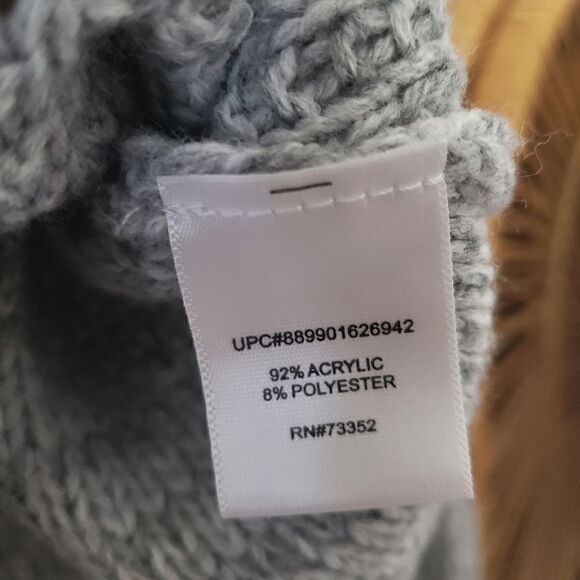 UPC#889901626942
92% ACRYLIC
8% POLYESTER
RN#73352